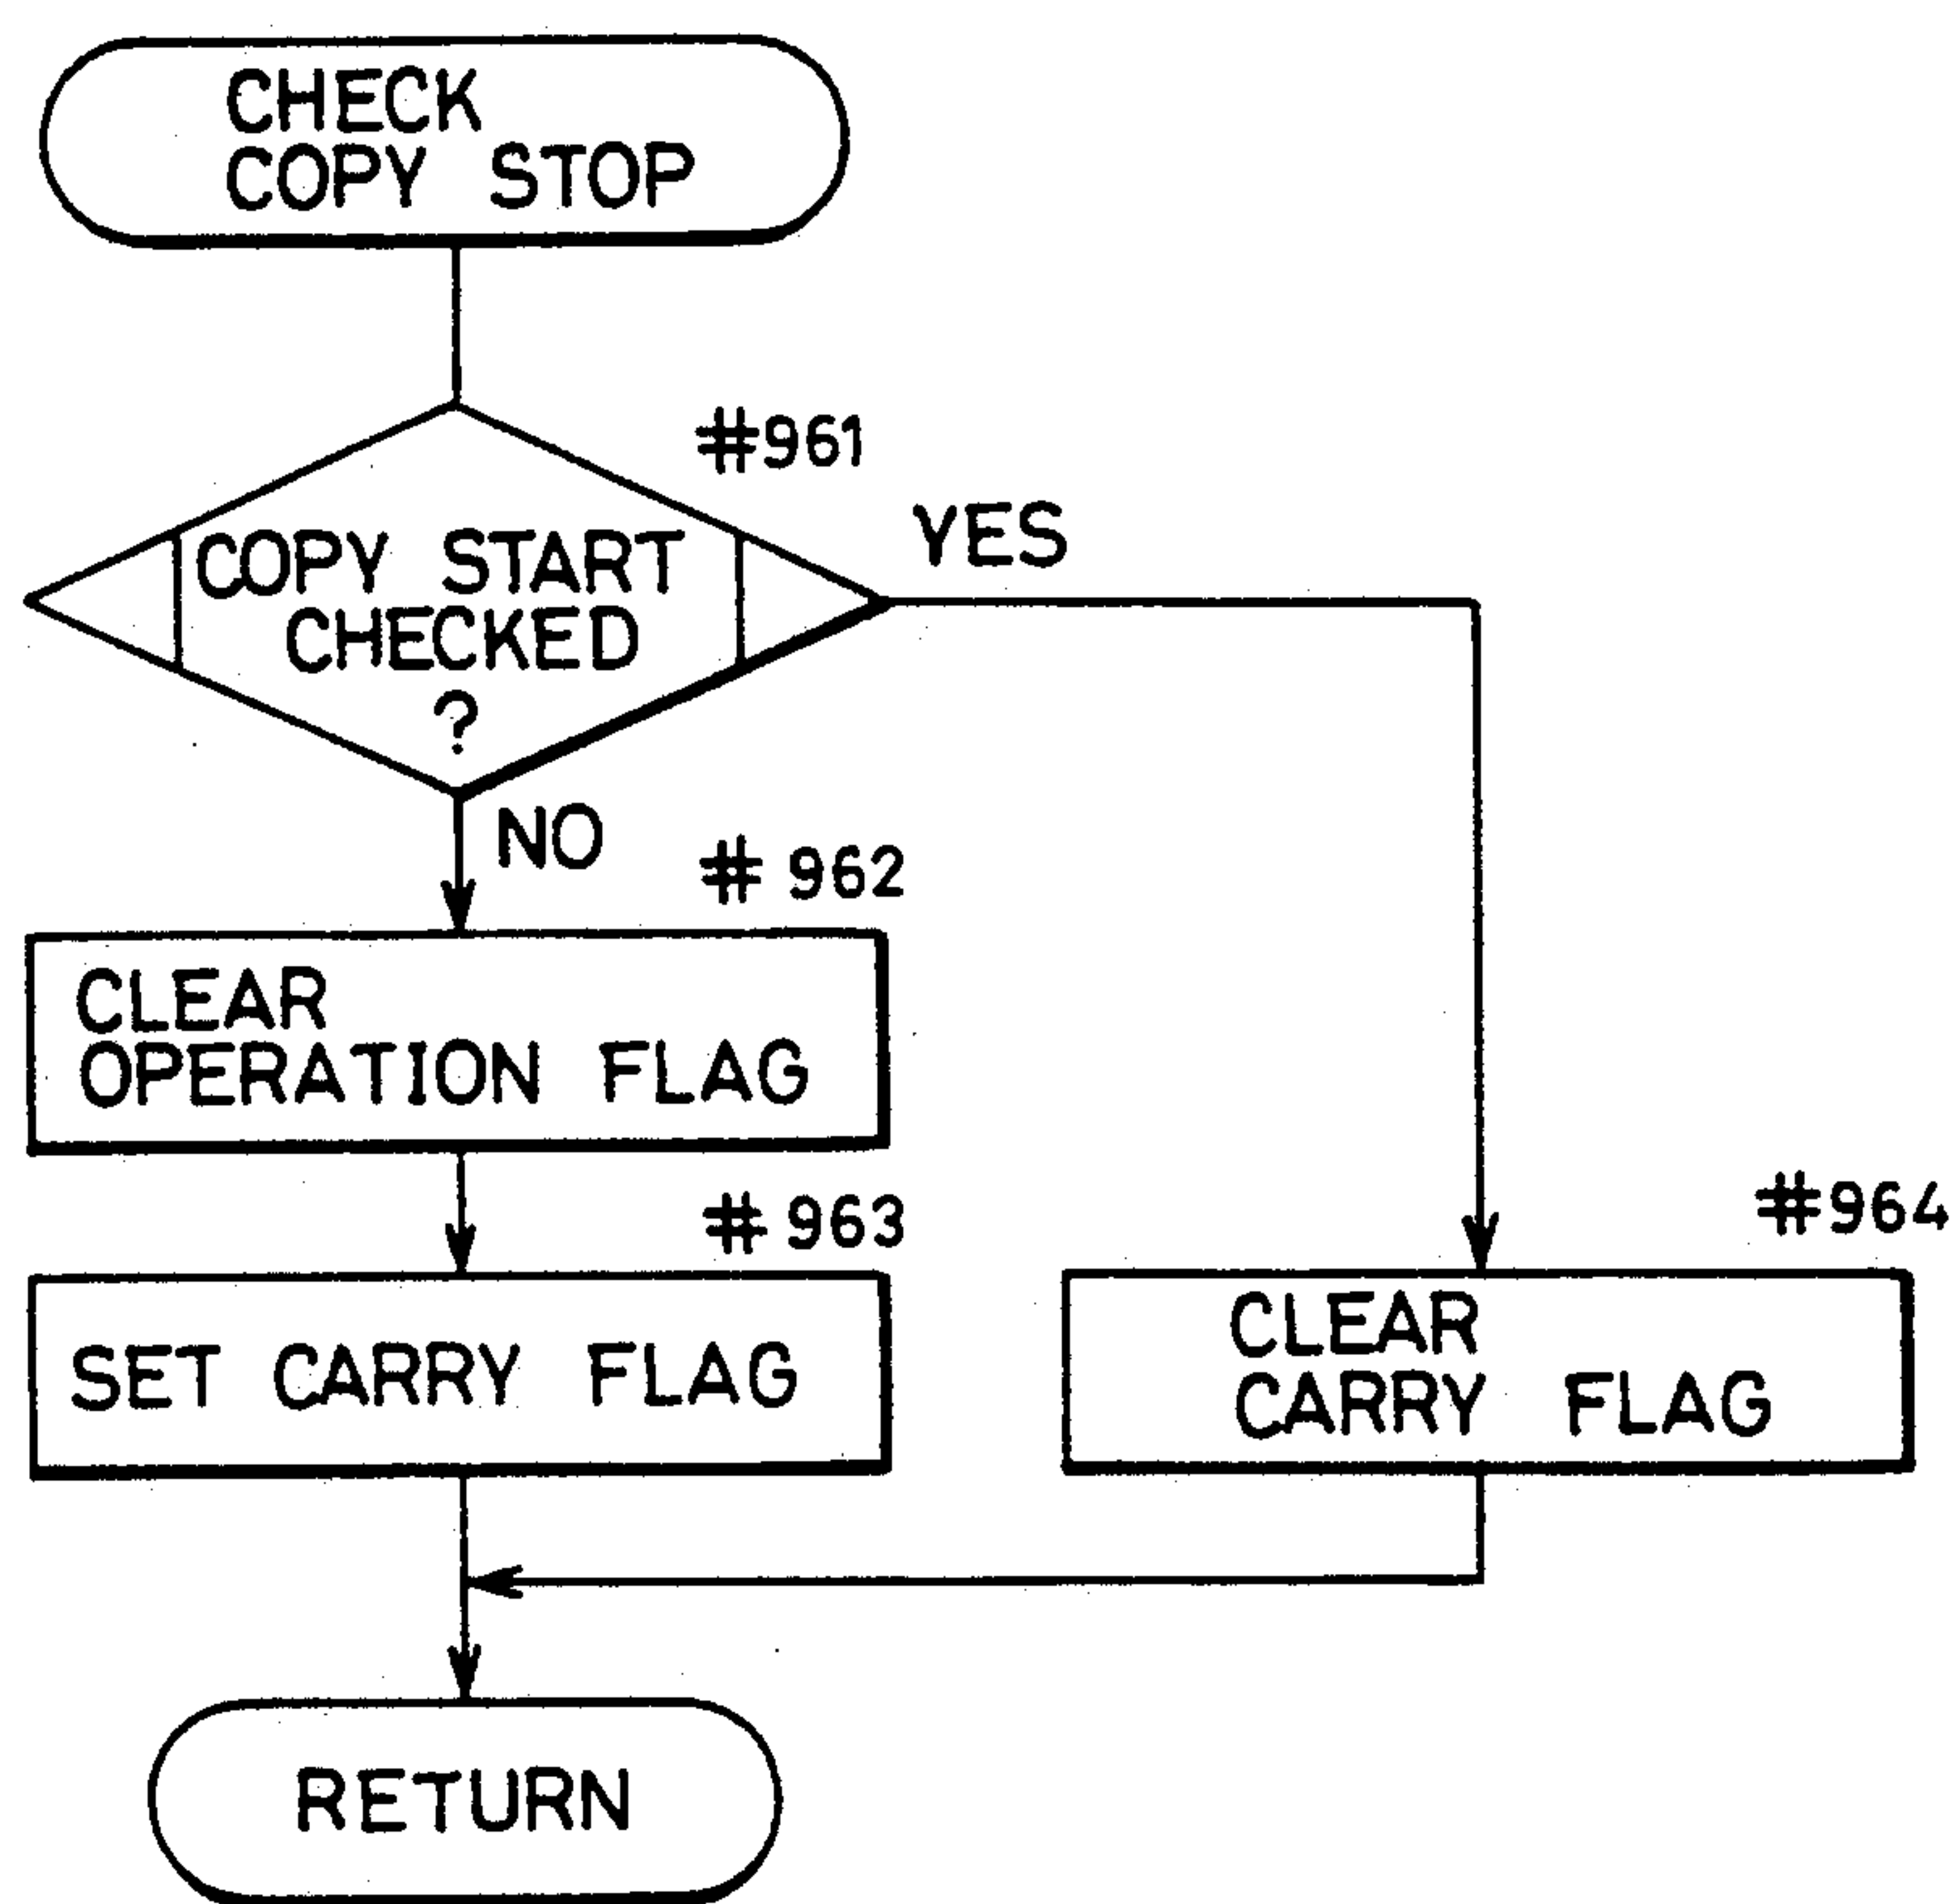 CHECK
COPY STOP
#961
YES
COPY START
CHECKED
?
NO
# 962
CLEAR
OPERATION FLAG
# 963
SET CARRY FLAG
#964
CLEAR
CARRY FLAG
RETURN